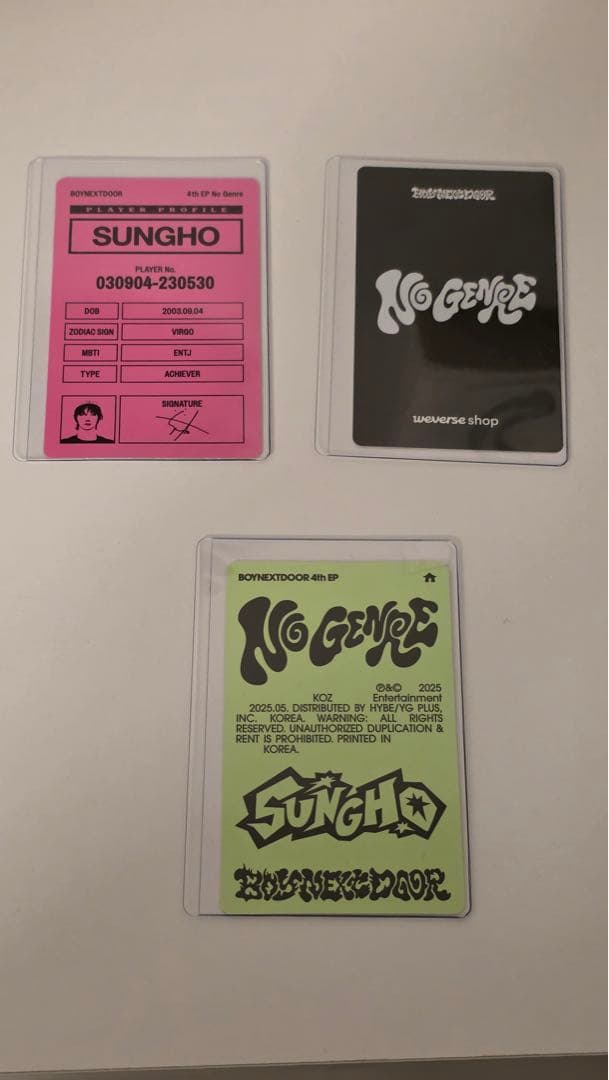 BOYNEXTDOOR 4th EP No Genre
PLAYER PROFILE
SUNGHO
PLAYER No.
030904-230530
DOB 2003.09.04
ZODIAC SIGN VIRGO
MBTI ENTJ
TYPE ACHIEVER
SIGNATURE
BOYNEXTDOOR
NO GENRE
weverse shop
BOYNEXTDOOR 4th EP
NO GENRE
℗&© 2025
KOZ Entertainment
2025.05. DISTRIBUTED BY HYBE/YG PLUS,
INC. KOREA. WARNING: ALL RIGHTS
RESERVED. UNAUTHORIZED DUPLICATION &
RENT IS PROHIBITED. PRINTED IN
KOREA.
SUNGHO
BOYNEXTDOOR